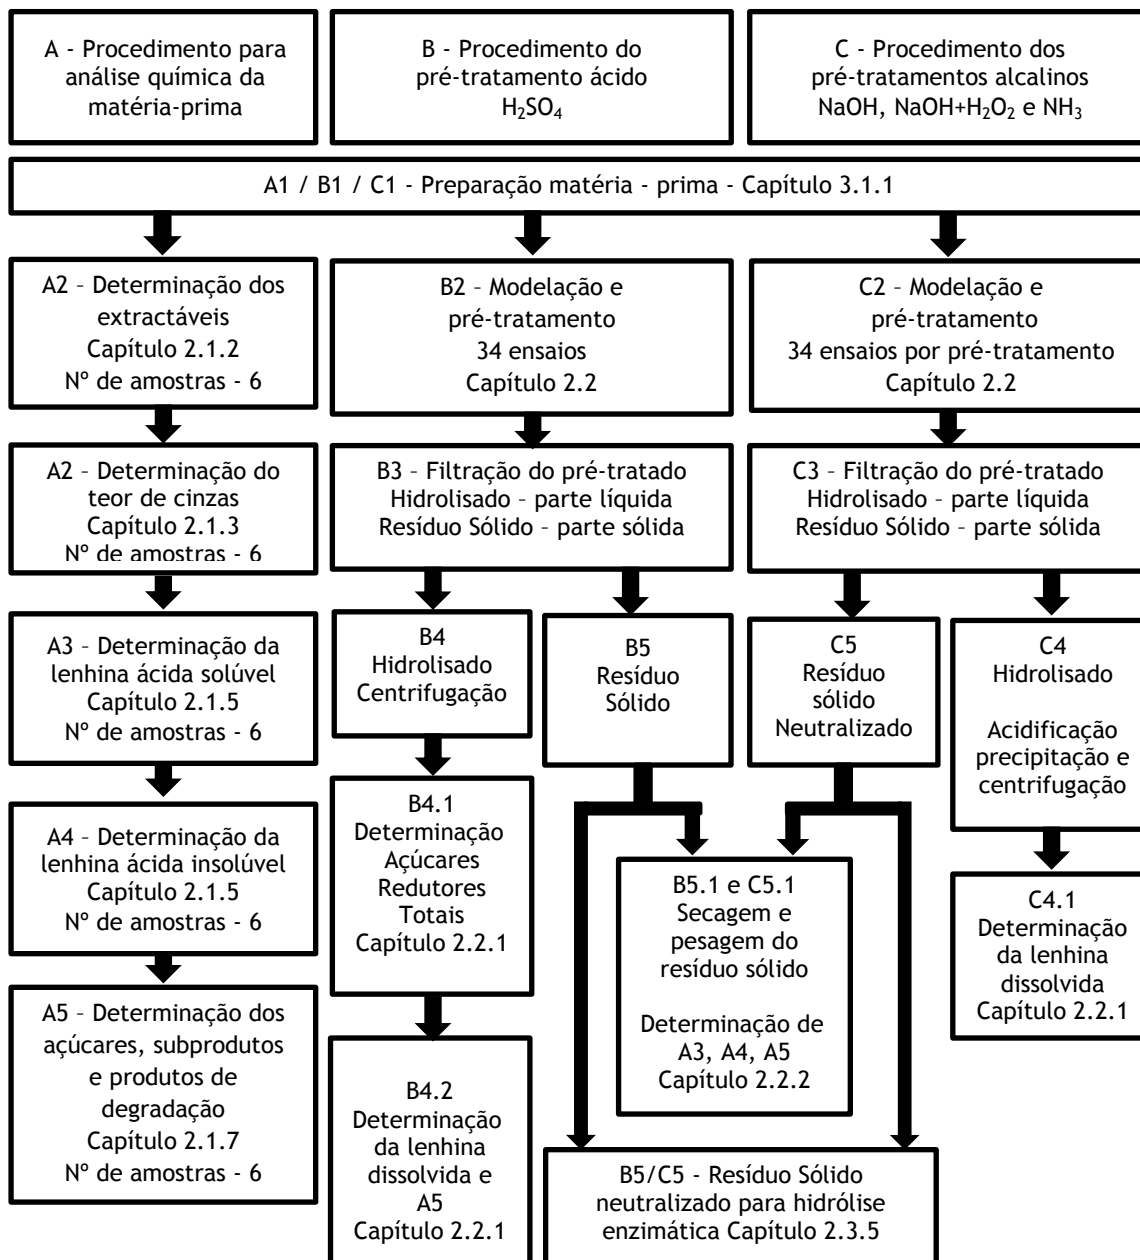 A - Procedimento para
análise química da
matéria-prima
B - Procedimento do
pré-tratamento ácido
H₂SO₄
C - Procedimento dos
pré-tratamentos alcalinos
NaOH, NaOH+H₂O₂ e NH₃
A1 / B1 / C1 - Preparação matéria - prima - Capítulo 3.1.1
A2 – Determinação dos
extractáveis
Capítulo 2.1.2
Nº de amostras - 6
B2 – Modelação e
pré-tratamento
34 ensaios
Capítulo 2.2
C2 – Modelação e
pré-tratamento
34 ensaios por pré-tratamento
Capítulo 2.2
A2 – Determinação do
teor de cinzas
Capítulo 2.1.3
Nº de amostras - 6
B3 – Filtração do pré-tratado
Hidrolisado – parte líquida
Resíduo Sólido – parte sólida
C3 – Filtração do pré-tratado
Hidrolisado – parte líquida
Resíduo Sólido – parte sólida
A3 – Determinação da
lenhina ácida solúvel
Capítulo 2.1.5
Nº de amostras - 6
B4
Hidrolisado
Centrifugação
B5
Resíduo
Sólido
C5
Resíduo
sólido
Neutralizado
C4
Hidrolisado
Acidificação
precipitação e
centrifugação
A4 – Determinação da
lenhina ácida insolúvel
Capítulo 2.1.5
Nº de amostras - 6
B4.1
Determinação
Açúcares
Redutores
Totais
Capítulo 2.2.1
B5.1 e C5.1
Secagem e
pesagem do
resíduo sólido
Determinação de
A3, A4, A5
Capítulo 2.2.2
C4.1
Determinação
da lenhina
dissolvida
Capítulo 2.2.1
A5 – Determinação dos
açúcares, subprodutos
e produtos de
degradação
Capítulo 2.1.7
Nº de amostras - 6
B4.2
Determinação
da lenhina
dissolvida e
A5
Capítulo 2.2.1
B5/C5 - Resíduo Sólido
neutralizado para hidrólise
enzimática Capítulo 2.3.5